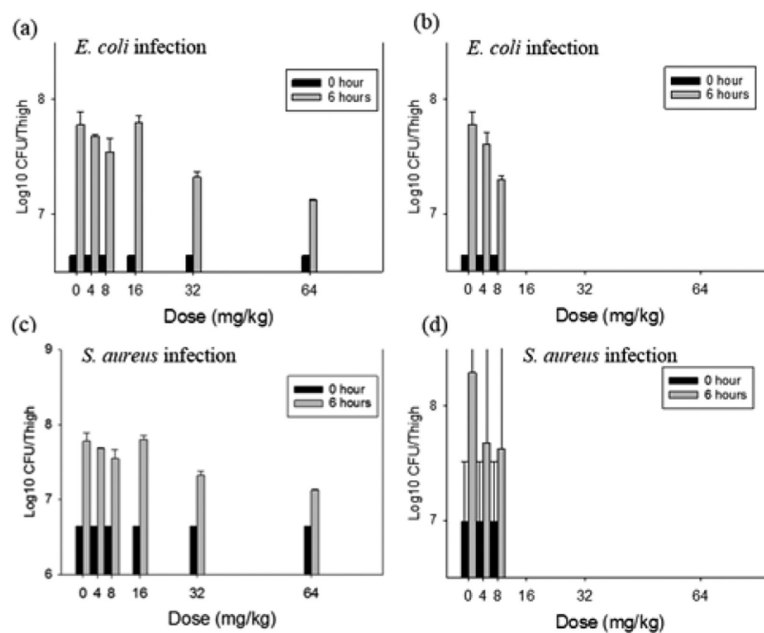 (a)
E. coli infection
0 hour
6 hours
8
7
Log10 CFU/Thigh
0 4 8 16 32 64
Dose (mg/kg)
(b)
E. coli infection
0 hour
6 hours
8
7
Log10 CFU/Thigh
0 4 8 16 32 64
Dose (mg/kg)
(c)
S. aureus infection
0 hour
6 hours
9
8
7
6
Log10 CFU/Thigh
0 4 8 16 32 64
Dose (mg/kg)
(d)
S. aureus infection
0 hour
6 hours
8
7
Log10 CFU/Thigh
0 4 8 16 32 64
Dose (mg/kg)